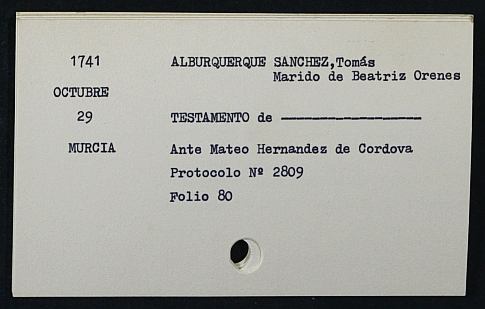 1741 ALBURQUERQUE SANCHEZ,Tomás
Marido de Beatriz Orenes
OCTUBRE
29 TESTAMENTO de ------------------
MURCIA Ante Mateo Hernandez de Cordova
Protocolo Nº 2809
Folio 80